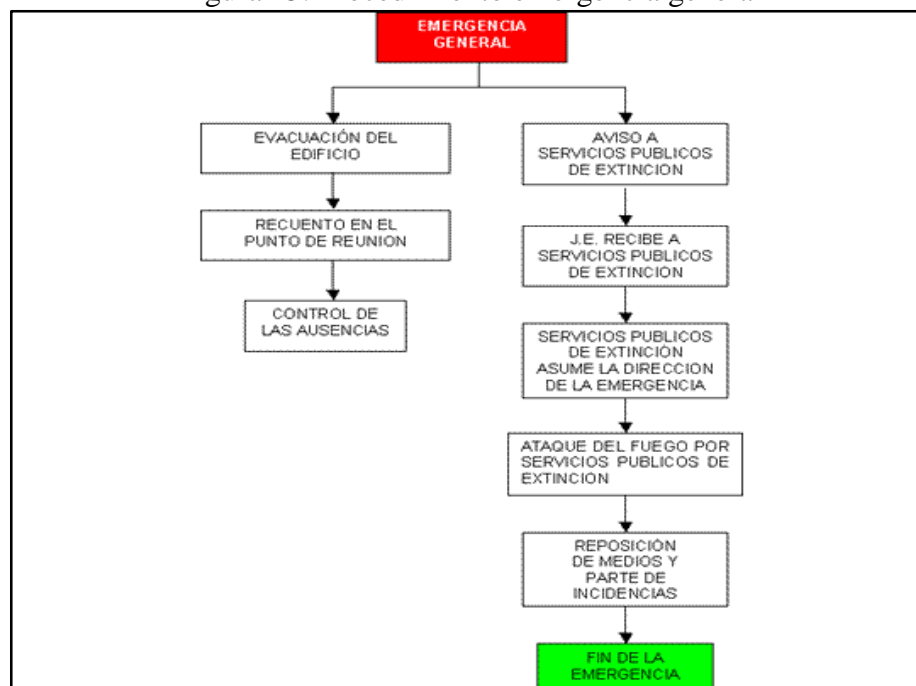 EMERGENCIA
GENERAL
EVACUACIÓN DEL
EDIFICIO
RECUENTO EN EL
PUNTO DE REUNION
CONTROL DE
LAS AUSENCIAS
AVISO A
SERVICIOS PUBLICOS
DE EXTINCION
J.E. RECIBE A
SERVICIOS PUBLICOS
DE EXTINCION
SERVICIOS PUBLICOS
DE EXTINCIÓN
ASUME LA DIRECCION
DE LA EMERGENCIA
ATAQUE DEL FUEGO POR
SERVICIOS PUBLICOS DE
EXTINCION
REPOSICIÓN
DE MEDIOS Y
PARTE DE
INCIDENCIAS
FIN DE LA
EMERGENCIA